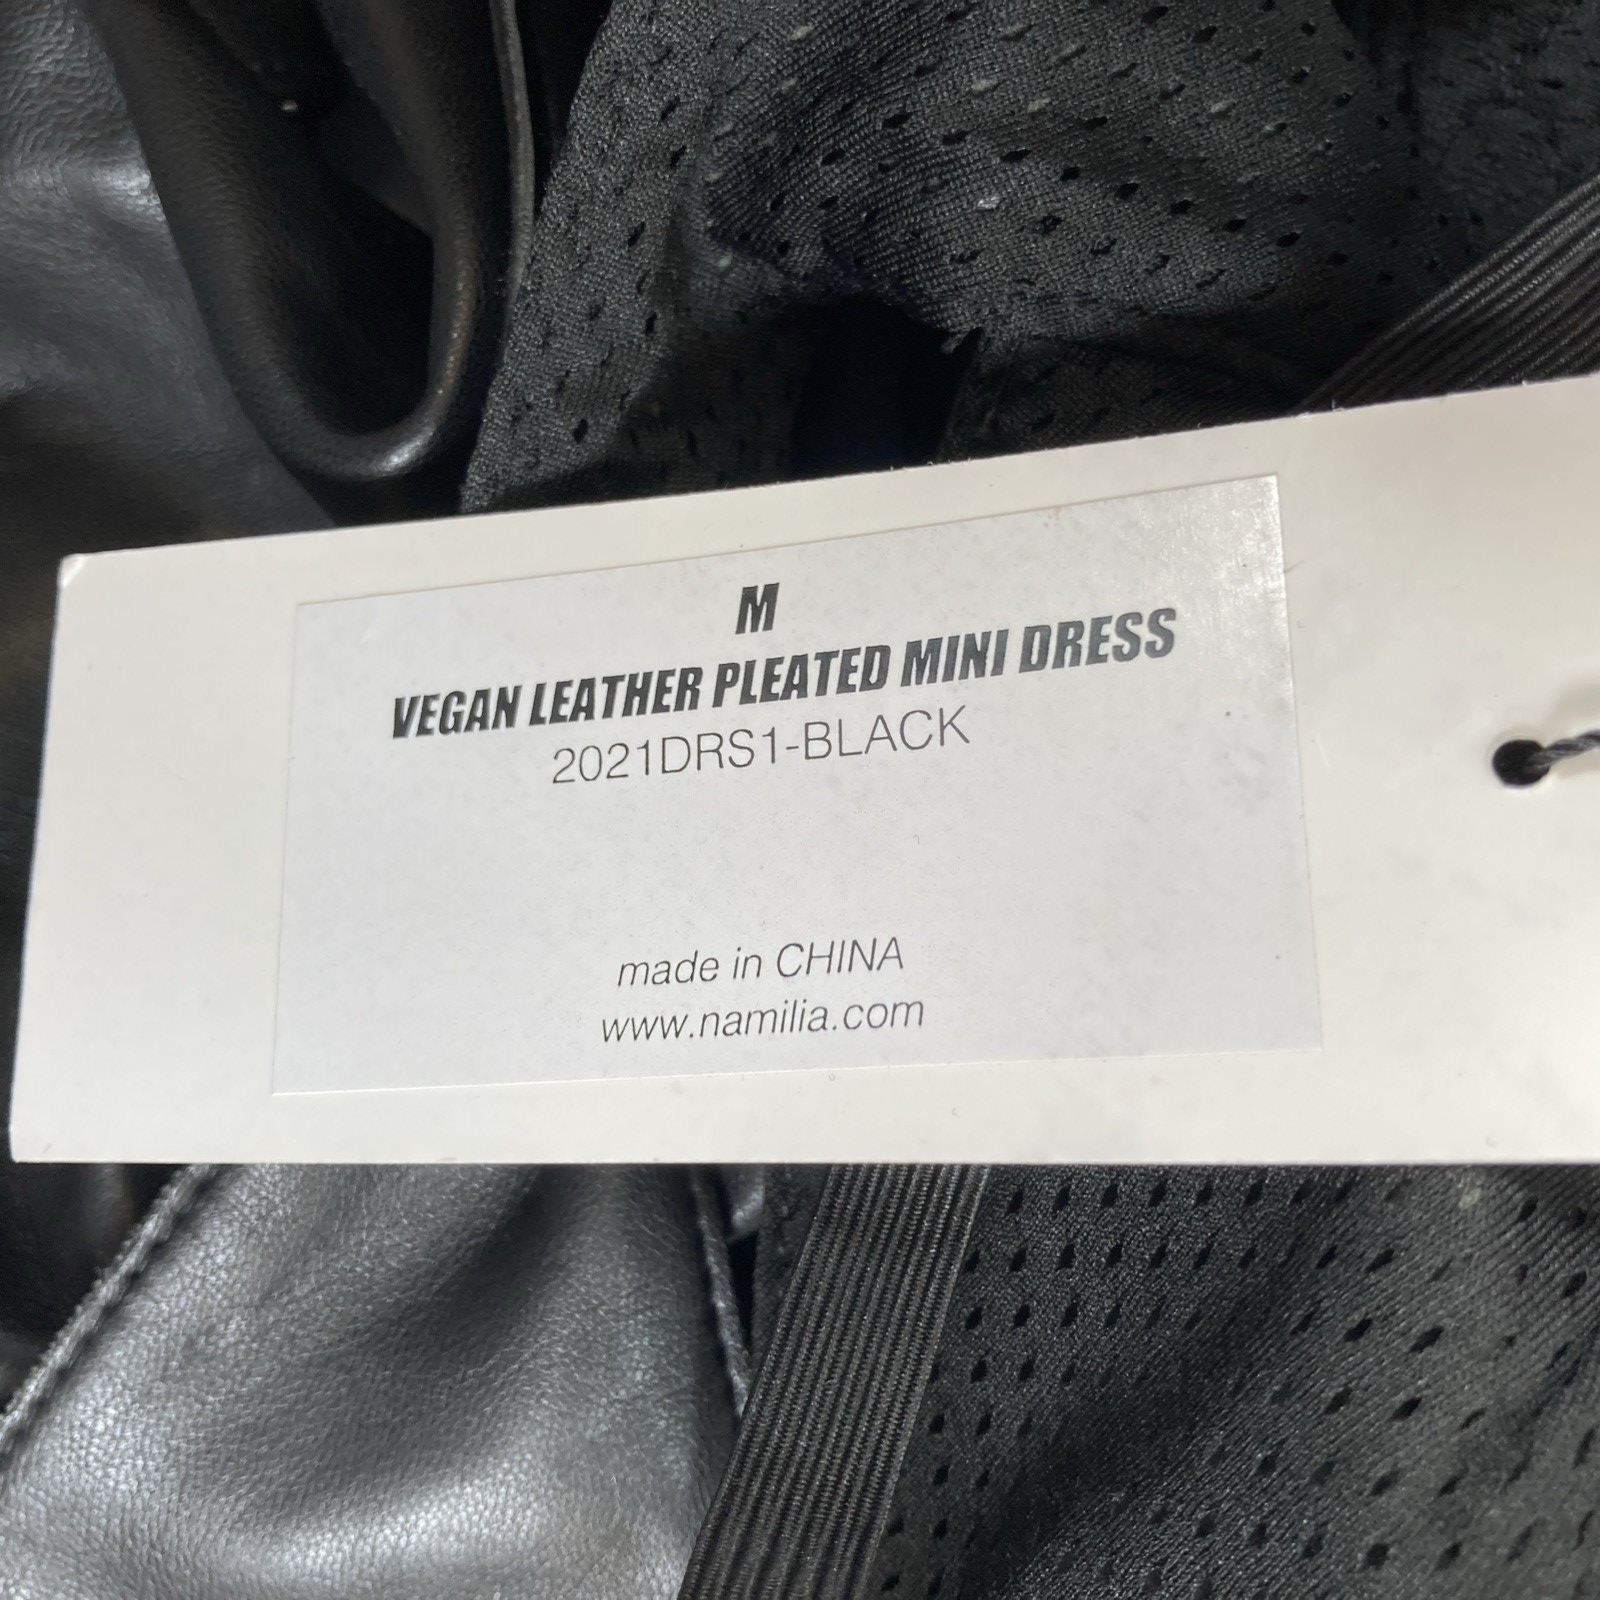 M
VEGAN LEATHER PLEATED MINI DRESS
2021DRS1-BLACK
made in CHINA
www.namilia.com